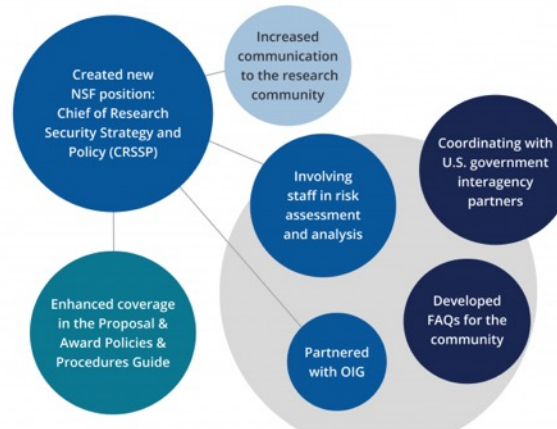 Created new
NSF position:
Chief of Research
Security Strategy and
Policy (CRSSP)
Increased
communication
to the research
community
Involving
staff in risk
assessment
and analysis
Coordinating with
U.S. government
interagency
partners
Enhanced coverage
in the Proposal &
Award Policies &
Procedures Guide
Partnered
with OIG
Developed
FAQs for the
community